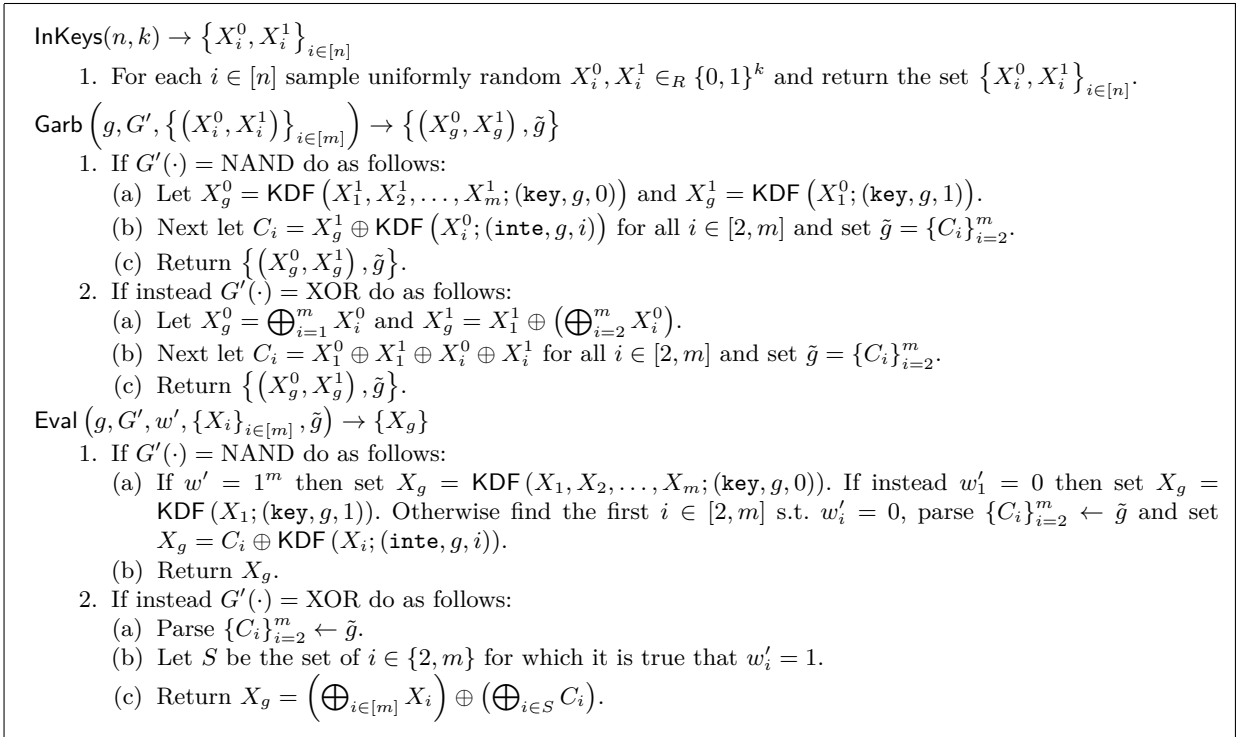 InKeys(n, k) → {X_i^0, X_i^1}_{i∈[n]}
1. For each i ∈ [n] sample uniformly random X_i^0, X_i^1 ∈_R {0, 1}^k and return the set {X_i^0, X_i^1}_{i∈[n]}.
Garb (g, G′, {(X_i^0, X_i^1)}_{i∈[m]}) → {(X_g^0, X_g^1), g̃}
1. If G′(·) = NAND do as follows:
(a) Let X_g^0 = KDF (X_1^1, X_2^1, . . . , X_m^1; (key, g, 0)) and X_g^1 = KDF (X_1^0; (key, g, 1)).
(b) Next let C_i = X_g^1 ⊕ KDF (X_i^0; (inte, g, i)) for all i ∈ [2, m] and set g̃ = {C_i}_{i=2}^m.
(c) Return {(X_g^0, X_g^1), g̃}.
2. If instead G′(·) = XOR do as follows:
(a) Let X_g^0 = ⊕_{i=1}^m X_i^0 and X_g^1 = X_1^1 ⊕ (⊕_{i=2}^m X_i^0).
(b) Next let C_i = X_1^0 ⊕ X_1^1 ⊕ X_i^0 ⊕ X_i^1 for all i ∈ [2, m] and set g̃ = {C_i}_{i=2}^m.
(c) Return {(X_g^0, X_g^1), g̃}.
Eval (g, G′, w′, {X_i}_{i∈[m]}, g̃) → {X_g}
1. If G′(·) = NAND do as follows:
(a) If w′ = 1^m then set X_g = KDF (X_1, X_2, . . . , X_m; (key, g, 0)). If instead w′_1 = 0 then set X_g =
KDF (X_1; (key, g, 1)). Otherwise find the first i ∈ [2, m] s.t. w′_i = 0, parse {C_i}_{i=2}^m ← g̃ and set
X_g = C_i ⊕ KDF (X_i; (inte, g, i)).
(b) Return X_g.
2. If instead G′(·) = XOR do as follows:
(a) Parse {C_i}_{i=2}^m ← g̃.
(b) Let S be the set of i ∈ {2, m} for which it is true that w′_i = 1.
(c) Return X_g = (⊕_{i∈[m]} X_i) ⊕ (⊕_{i∈S} C_i).